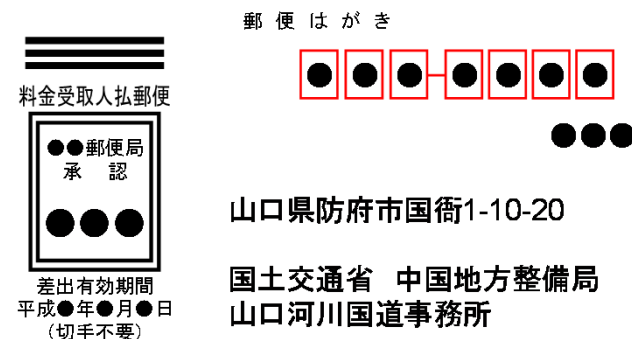 郵便はがき
料金受取人払郵便
●●●-●●●●
●●郵便局
承 認
●●●
●●●
差出有効期間
平成●年●月●日
(切手不要)
山口県防府市国衙1-10-20
国土交通省 中国地方整備局
山口河川国道事務所